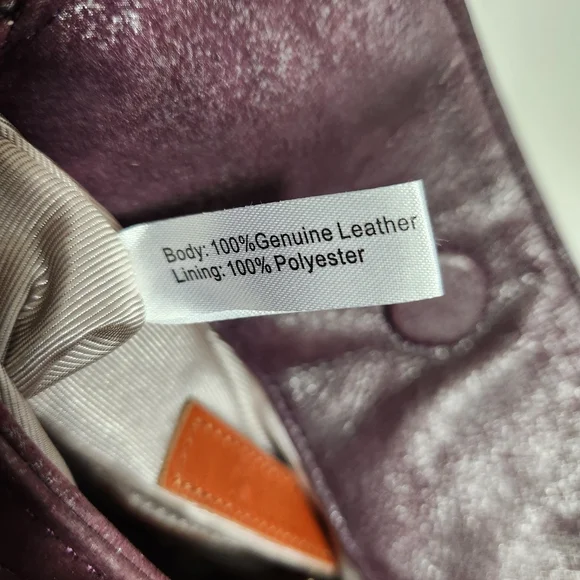 Body: 100%Genuine Leather
Lining: 100% Polyester